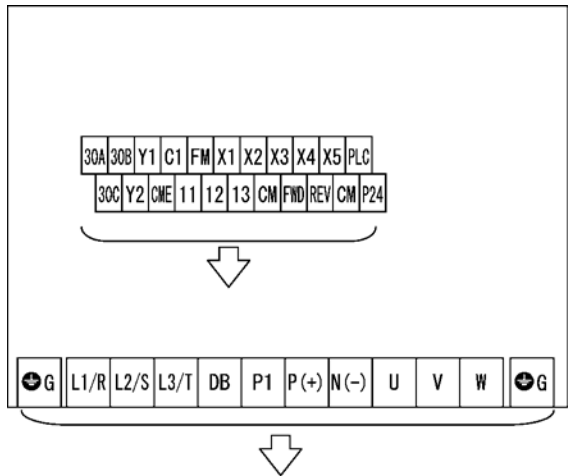 30A 30B Y1 C1 FM X1 X2 X3 X4 X5 PLC
30C Y2 CME 11 12 13 CM FWD REV CM P24
G L1/R L2/S L3/T DB P1 P(+) N(-) U V W G